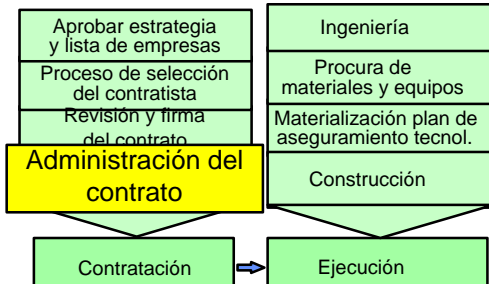 Aprobar estrategia
y lista de empresas
Proceso de selección
del contratista
Revisión y firma
del contrato
Administración del
contrato
Contratación
Ingeniería
Procura de
materiales y equipos
Materialización plan de
aseguramiento tecnol.
Construcción
Ejecución